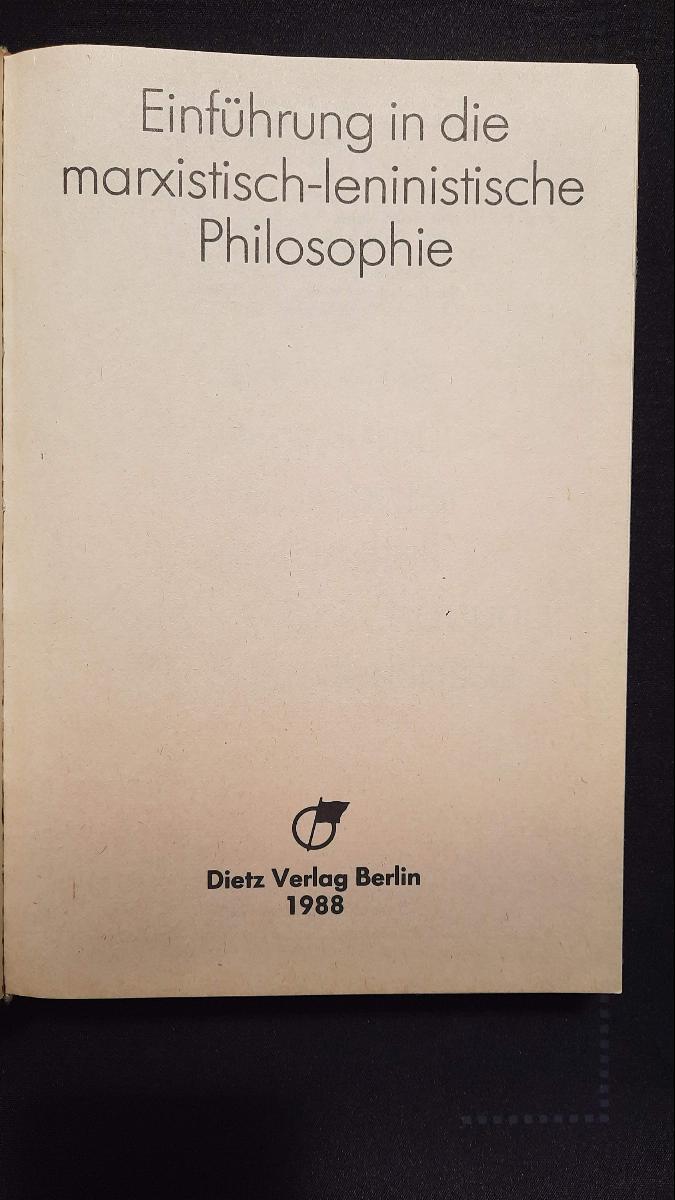 Einführung in die
marxistisch-leninistische
Philosophie
Dietz Verlag Berlin
1988